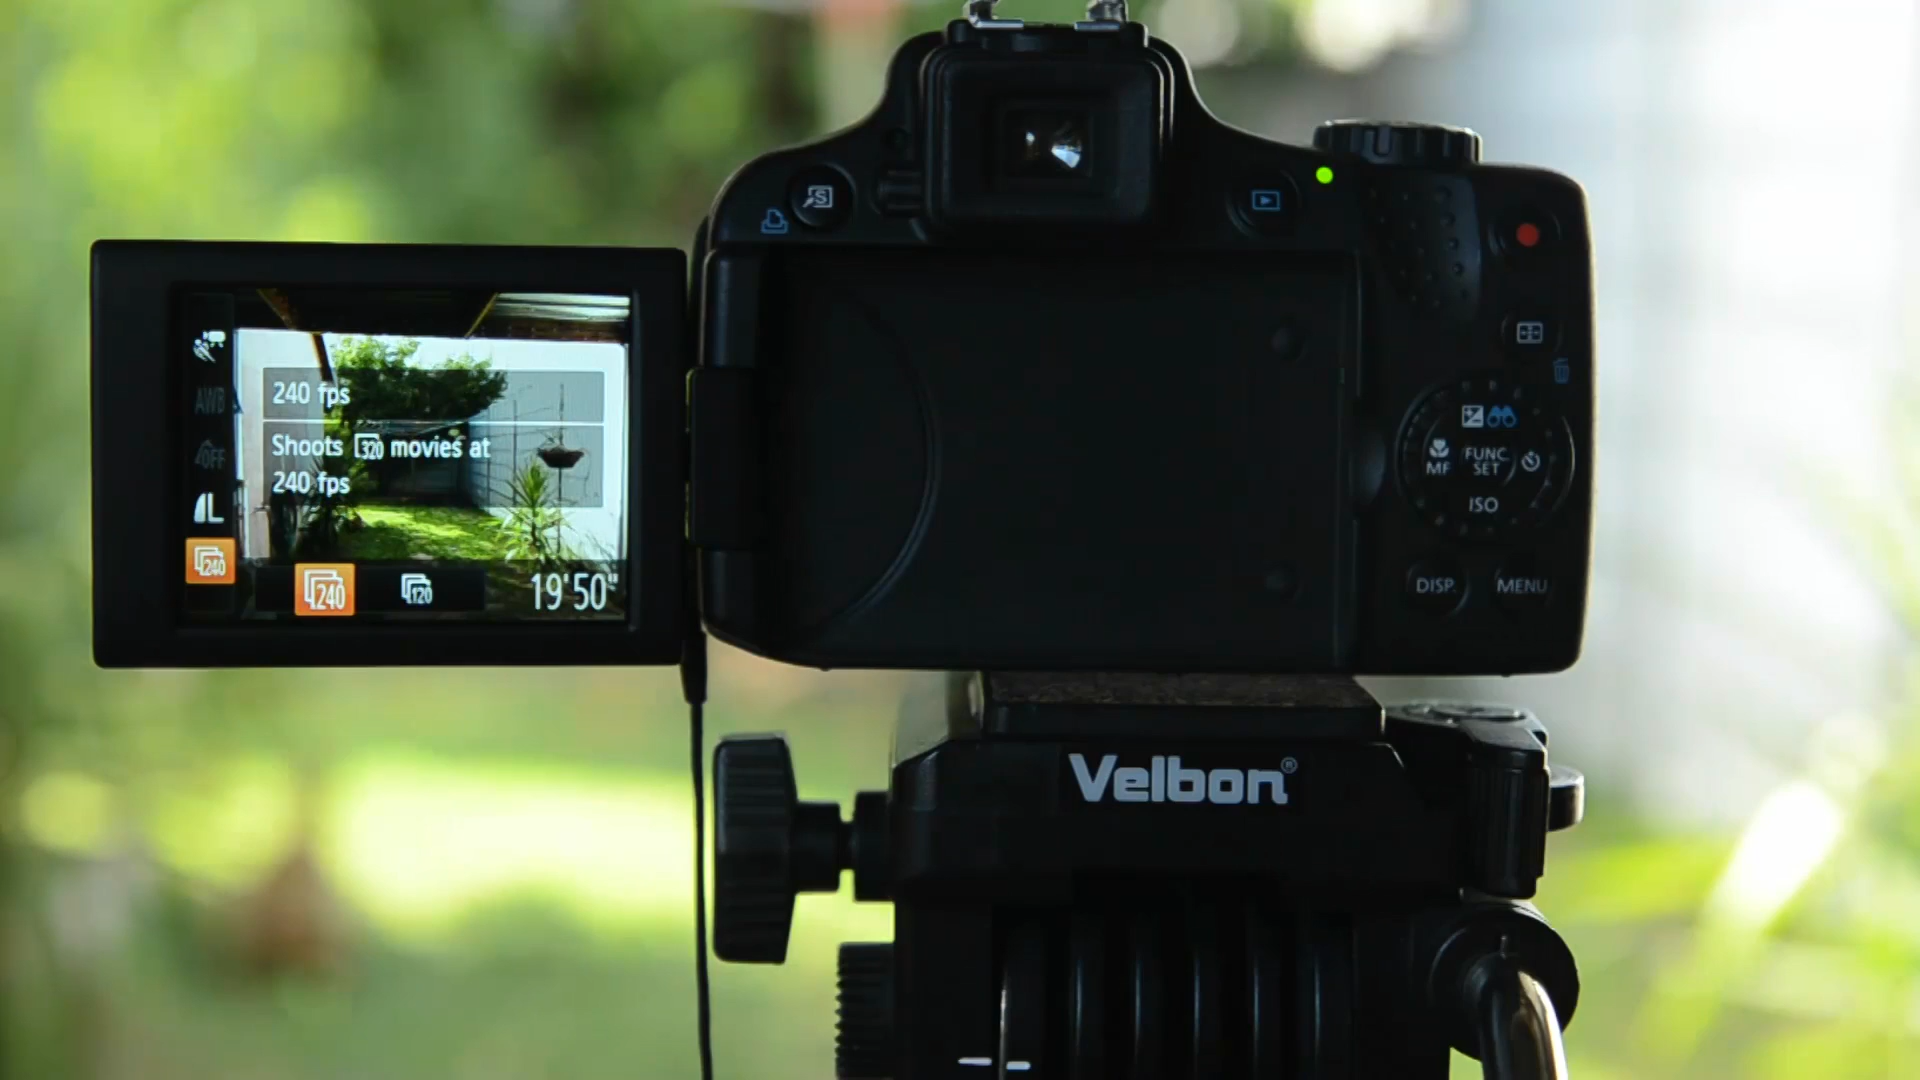 S
AWB
OFF
L
240
240 fps
Shoots 320 movies at
240 fps
240
120
19'50"
MF
FUNC.
SET
ISO
DISP.
MENU
Velbon®